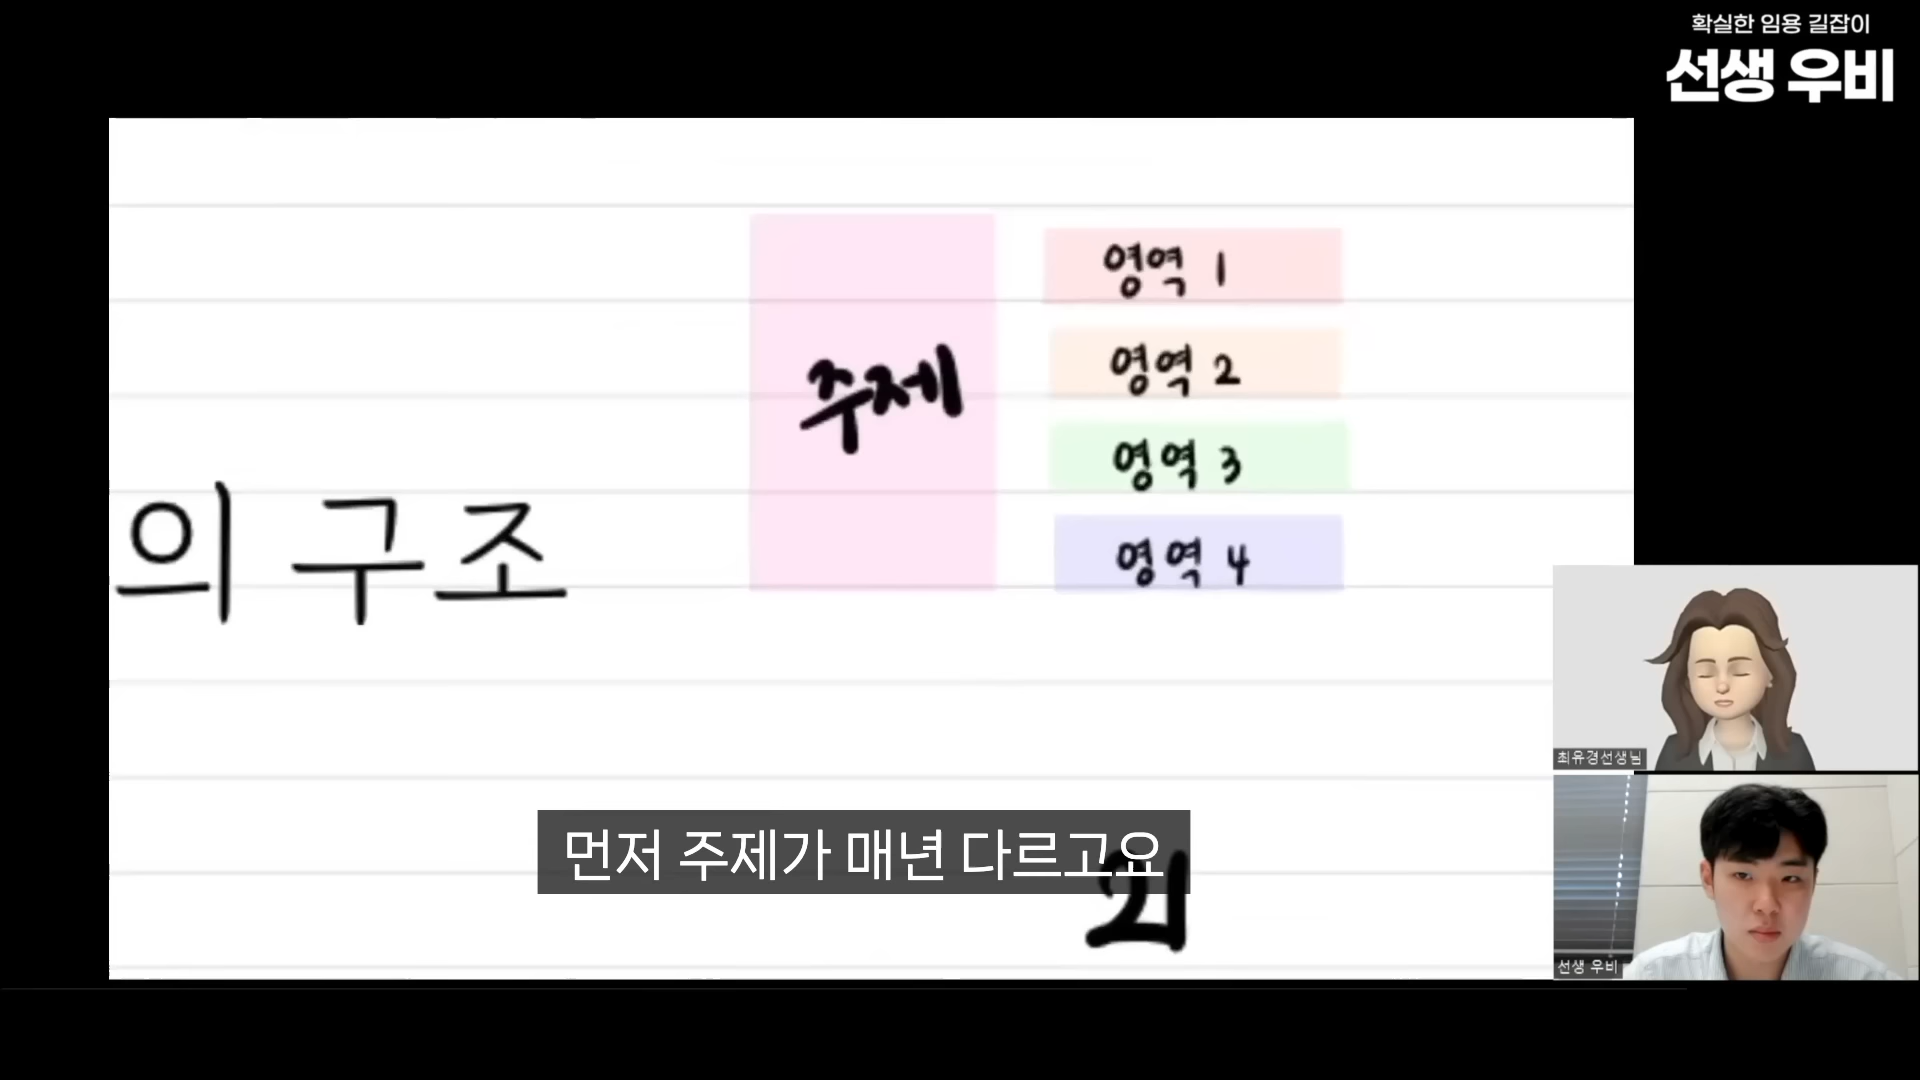 확실한 임용 길잡이
선생 우비
의 구조
주제
영역 1
영역 2
영역 3
영역 4
먼저 주제가 매년 다르고요
최유경선생님
선생 우비